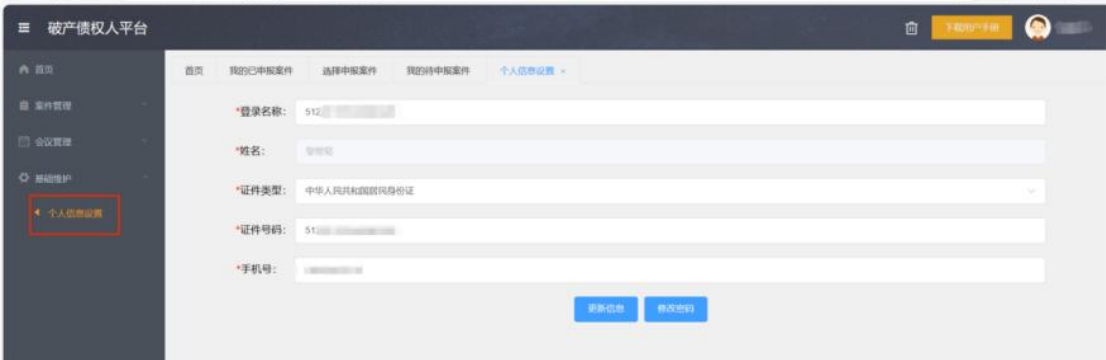 破产债权人平台
下载用户手册
首页
案件管理
会议管理
基础维护
个人信息设置
首页 我的已申报案件 选择申报案件 我的待申报案件 个人信息设置 ×
*登录名称: 512
*姓名:
*证件类型: 中华人民共和国居民身份证
*证件号码: 51
*手机号:
更新信息 修改密码